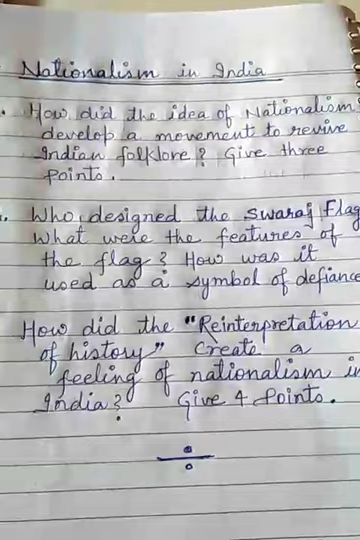 Nationalism in India
. How did the idea of Nationalism
develop a movement to revive
Indian folklore? Give three
points.
. Who designed the Swaraj Flag
What were the features of
the flag? How was it
used as a symbol of defiance
How did the "Reinterpretation
of history" Create a
feeling of nationalism in
India? Give 4 points.